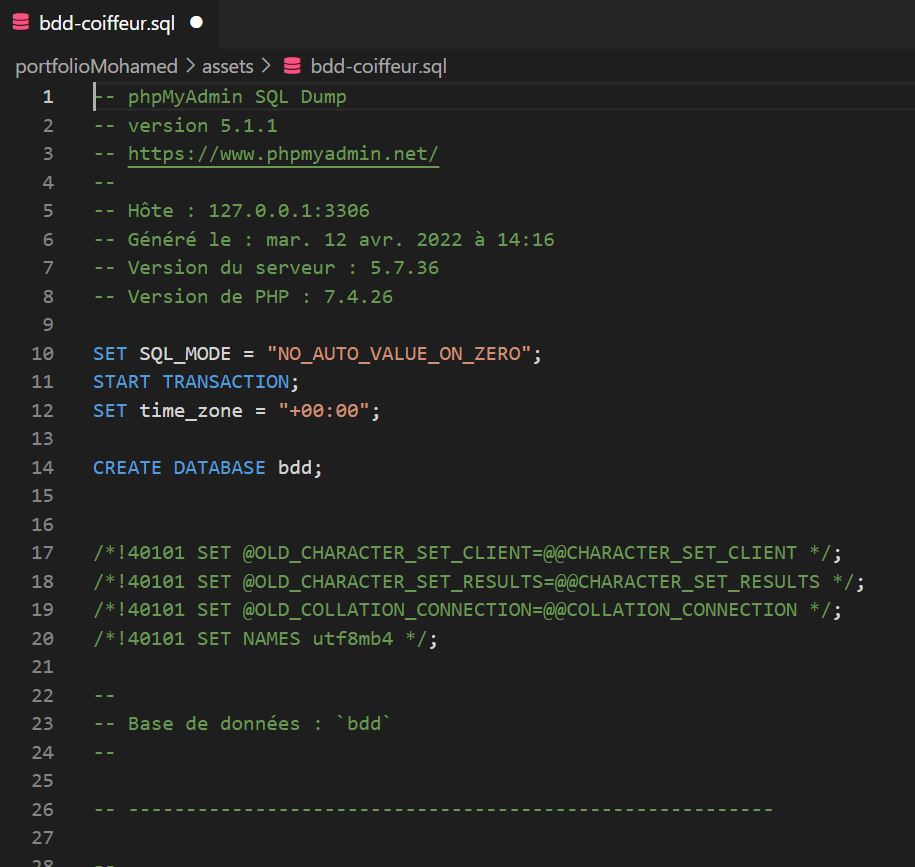 bdd-coiffeur.sql
portfolioMohamed > assets > bdd-coiffeur.sql
1 -- phpMyAdmin SQL Dump
2 -- version 5.1.1
3 -- https://www.phpmyadmin.net/
4 --
5 -- Hôte : 127.0.0.1:3306
6 -- Généré le : mar. 12 avr. 2022 à 14:16
7 -- Version du serveur : 5.7.36
8 -- Version de PHP : 7.4.26
9
10 SET SQL_MODE = "NO_AUTO_VALUE_ON_ZERO";
11 START TRANSACTION;
12 SET time_zone = "+00:00";
13
14 CREATE DATABASE bdd;
15
16
17 /*!40101 SET @OLD_CHARACTER_SET_CLIENT=@@CHARACTER_SET_CLIENT */;
18 /*!40101 SET @OLD_CHARACTER_SET_RESULTS=@@CHARACTER_SET_RESULTS */;
19 /*!40101 SET @OLD_COLLATION_CONNECTION=@@COLLATION_CONNECTION */;
20 /*!40101 SET NAMES utf8mb4 */;
21
22 --
23 -- Base de données : `bdd`
24 --
25
26 -- --------------------------------------------------------
27
28 --